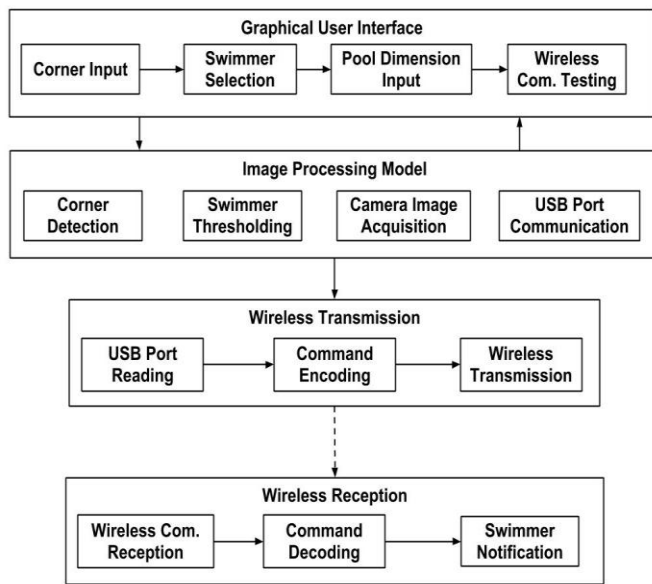 Graphical User Interface
Corner Input
Swimmer
Selection
Pool Dimension
Input
Wireless
Com. Testing
Image Processing Model
Corner
Detection
Swimmer
Thresholding
Camera Image
Acquisition
USB Port
Communication
Wireless Transmission
USB Port
Reading
Command
Encoding
Wireless
Transmission
Wireless Reception
Wireless Com.
Reception
Command
Decoding
Swimmer
Notification